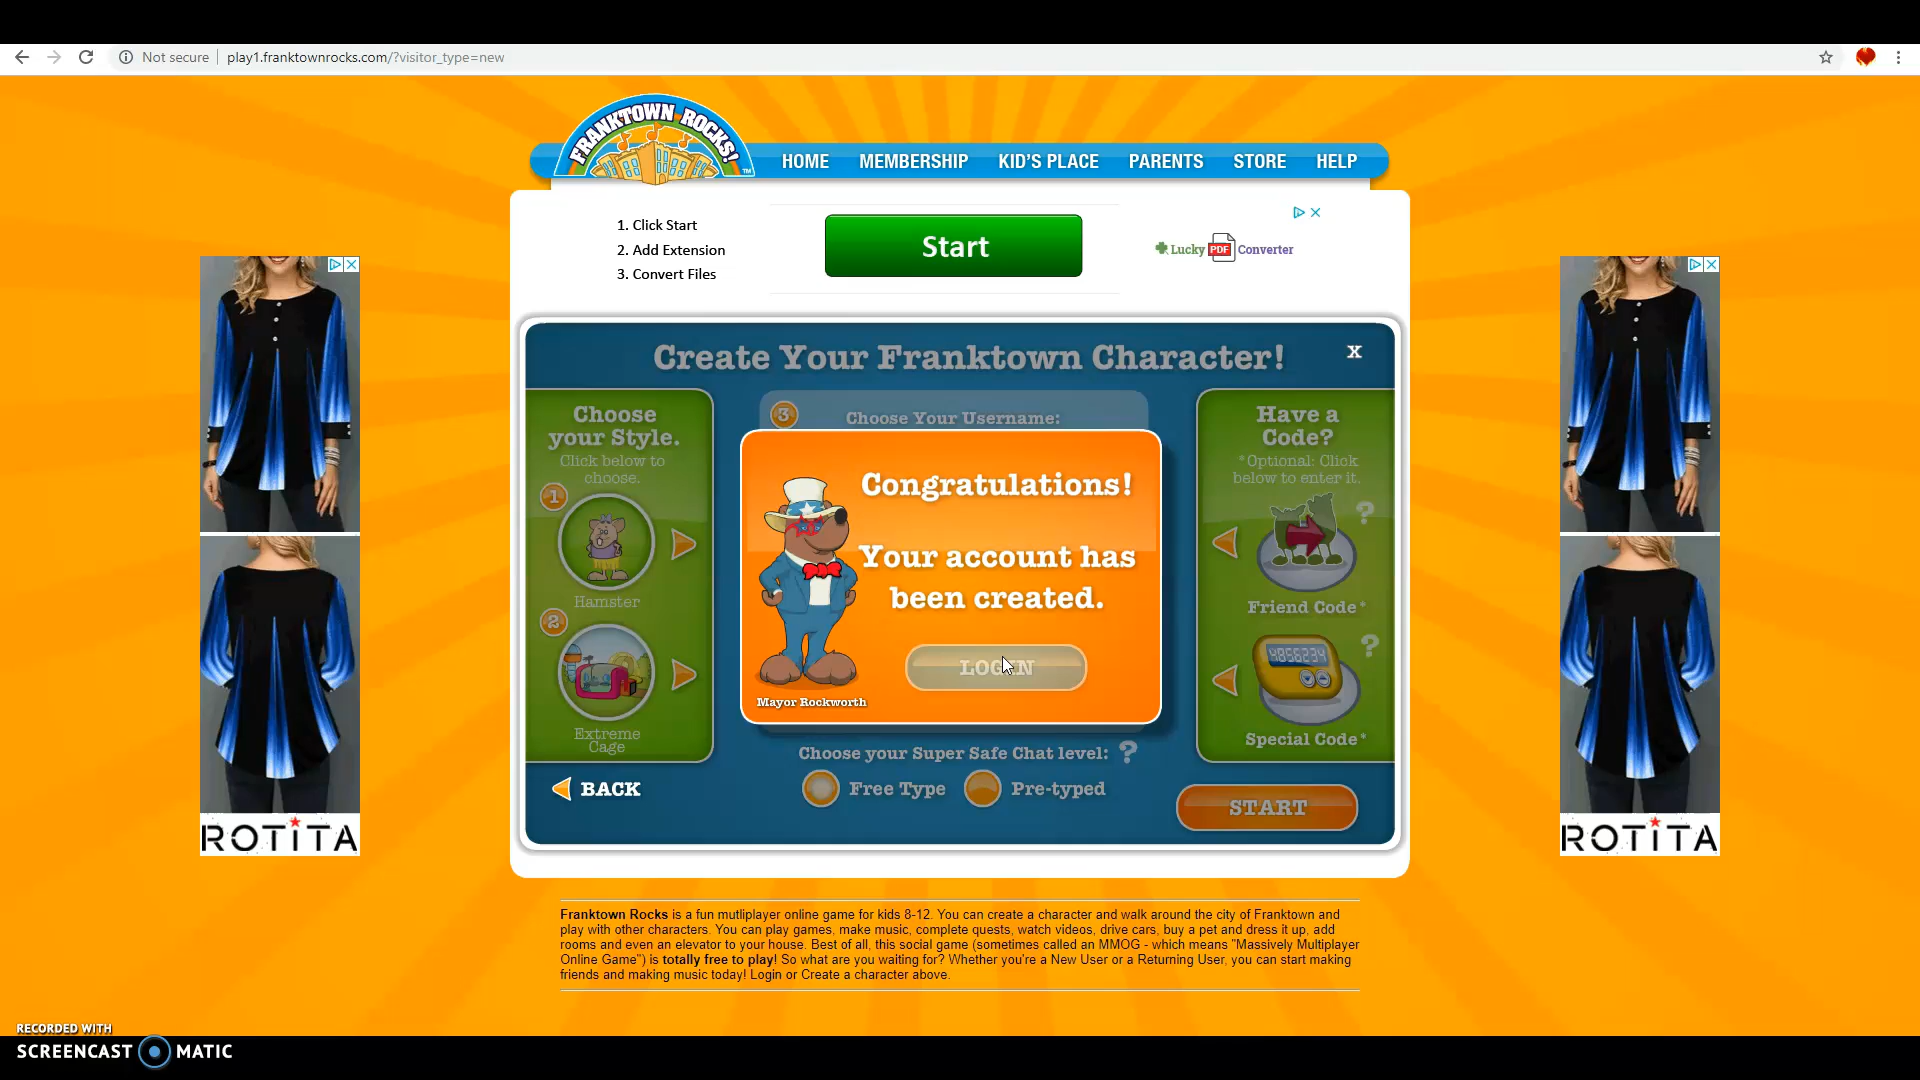 Not secure
play1.franktownrocks.com/?visitor_type=new
FRANKTOWN ROCKS!
TM
HOME MEMBERSHIP KID'S PLACE PARENTS STORE HELP
1. Click Start
2. Add Extension
3. Convert Files
Start
Lucky PDF Converter
Create Your Franktown Character!
X
Choose
your Style.
Click below to
choose.
1
Hamster
2
Extreme
Cage
3
Choose Your Username:
Congratulations!
Your account has
been created.
LOGIN
Mayor Rockworth
Choose your Super Safe Chat level: ?
Free Type
Pre-typed
Have a
Code?
*Optional: Click
below to enter it.
?
Friend Code*
?
4856234
Special Code*
BACK
START
ROTITA
ROTITA
Franktown Rocks is a fun mutliplayer online game for kids 8-12. You can create a character and walk around the city of Franktown and
play with other characters. You can play games, make music, complete quests, watch videos, drive cars, buy a pet and dress it up, add
rooms and even an elevator to your house. Best of all, this social game (sometimes called an MMOG - which means "Massively Multiplayer
Online Game") is totally free to play! So what are you waiting for? Whether you're a New User or a Returning User, you can start making
friends and making music today! Login or Create a character above.
RECORDED WITH
SCREENCAST MATIC